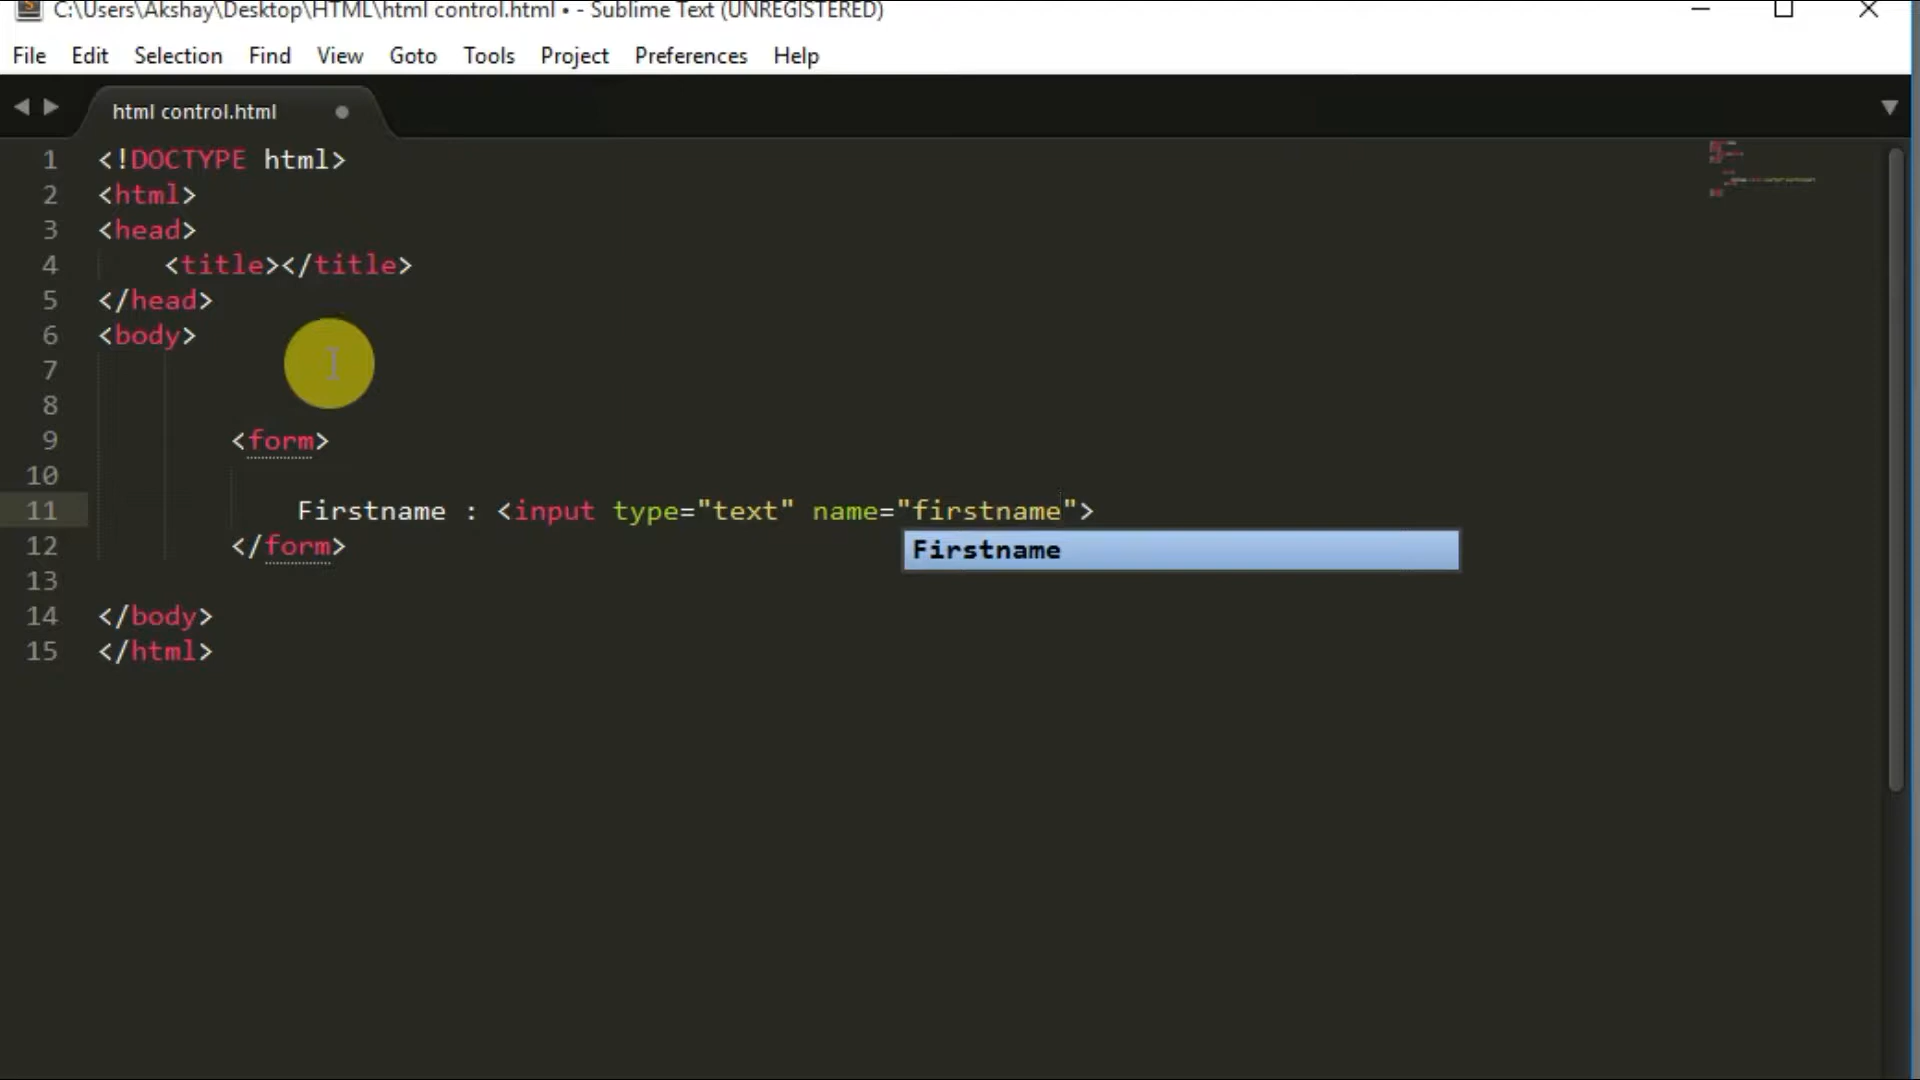 C:\Users\Akshay\Desktop\HTML\html control.html • - Sublime Text (UNREGISTERED)
File Edit Selection Find View Goto Tools Project Preferences Help
html control.html
1 <!DOCTYPE html>
2 <html>
3 <head>
4 <title></title>
5 </head>
6 <body>
7
8
9 <form>
10
11 Firstname : <input type="text" name="firstname">
12 </form>
Firstname
13
14 </body>
15 </html>